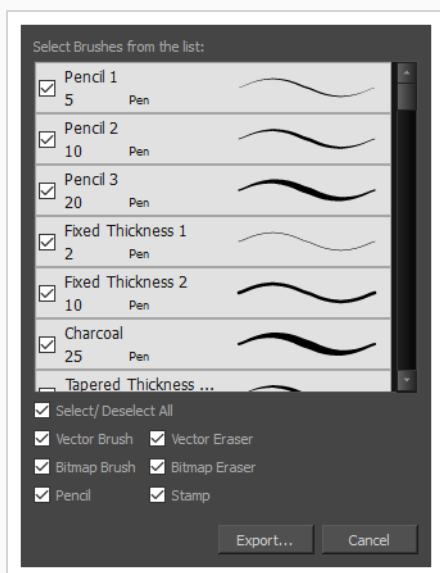 Select Brushes from the list:
Pencil 1
5 Pen
Pencil 2
10 Pen
Pencil 3
20 Pen
Fixed Thickness 1
2 Pen
Fixed Thickness 2
10 Pen
Charcoal
25 Pen
Tapered Thickness ...
Select/ Deselect All
Vector Brush Vector Eraser
Bitmap Brush Bitmap Eraser
Pencil Stamp
Export... Cancel